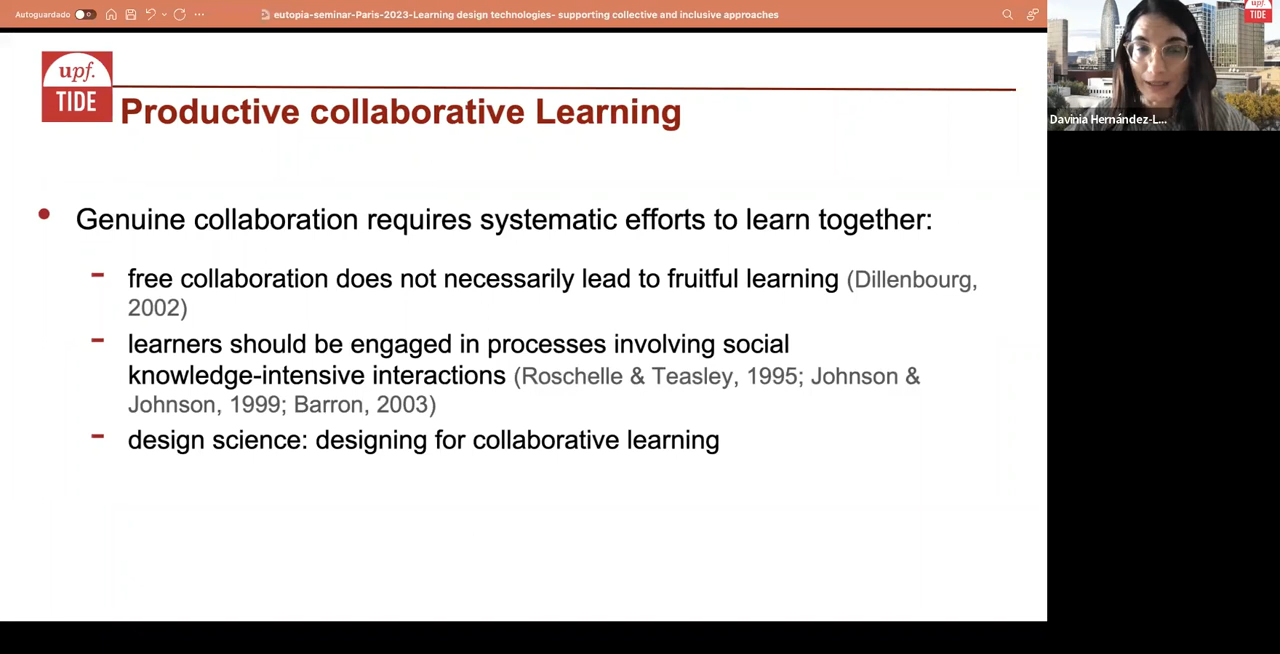 Autoguardado
eutopía-seminar-Paris-2023-Learning design technologies- supporting collective and inclusive approaches
upf.
TIDE
upf.
TIDE
Productive collaborative Learning
Davinia Hernández-L...
• Genuine collaboration requires systematic efforts to learn together:
- free collaboration does not necessarily lead to fruitful learning (Dillenbourg,
2002)
- learners should be engaged in processes involving social
knowledge-intensive interactions (Roschelle & Teasley, 1995; Johnson &
Johnson, 1999; Barron, 2003)
- design science: designing for collaborative learning